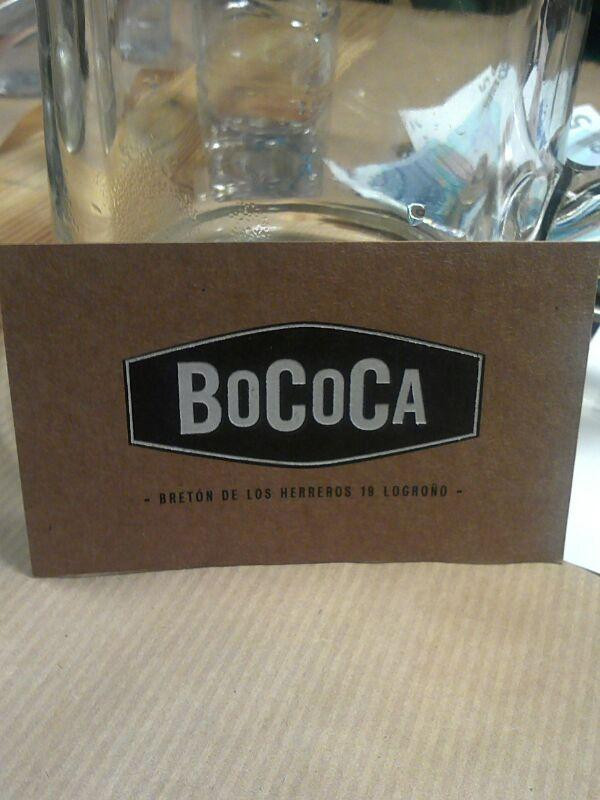 BOCOCA
- BRETÓN DE LOS HERREROS 19 LOGROÑO -